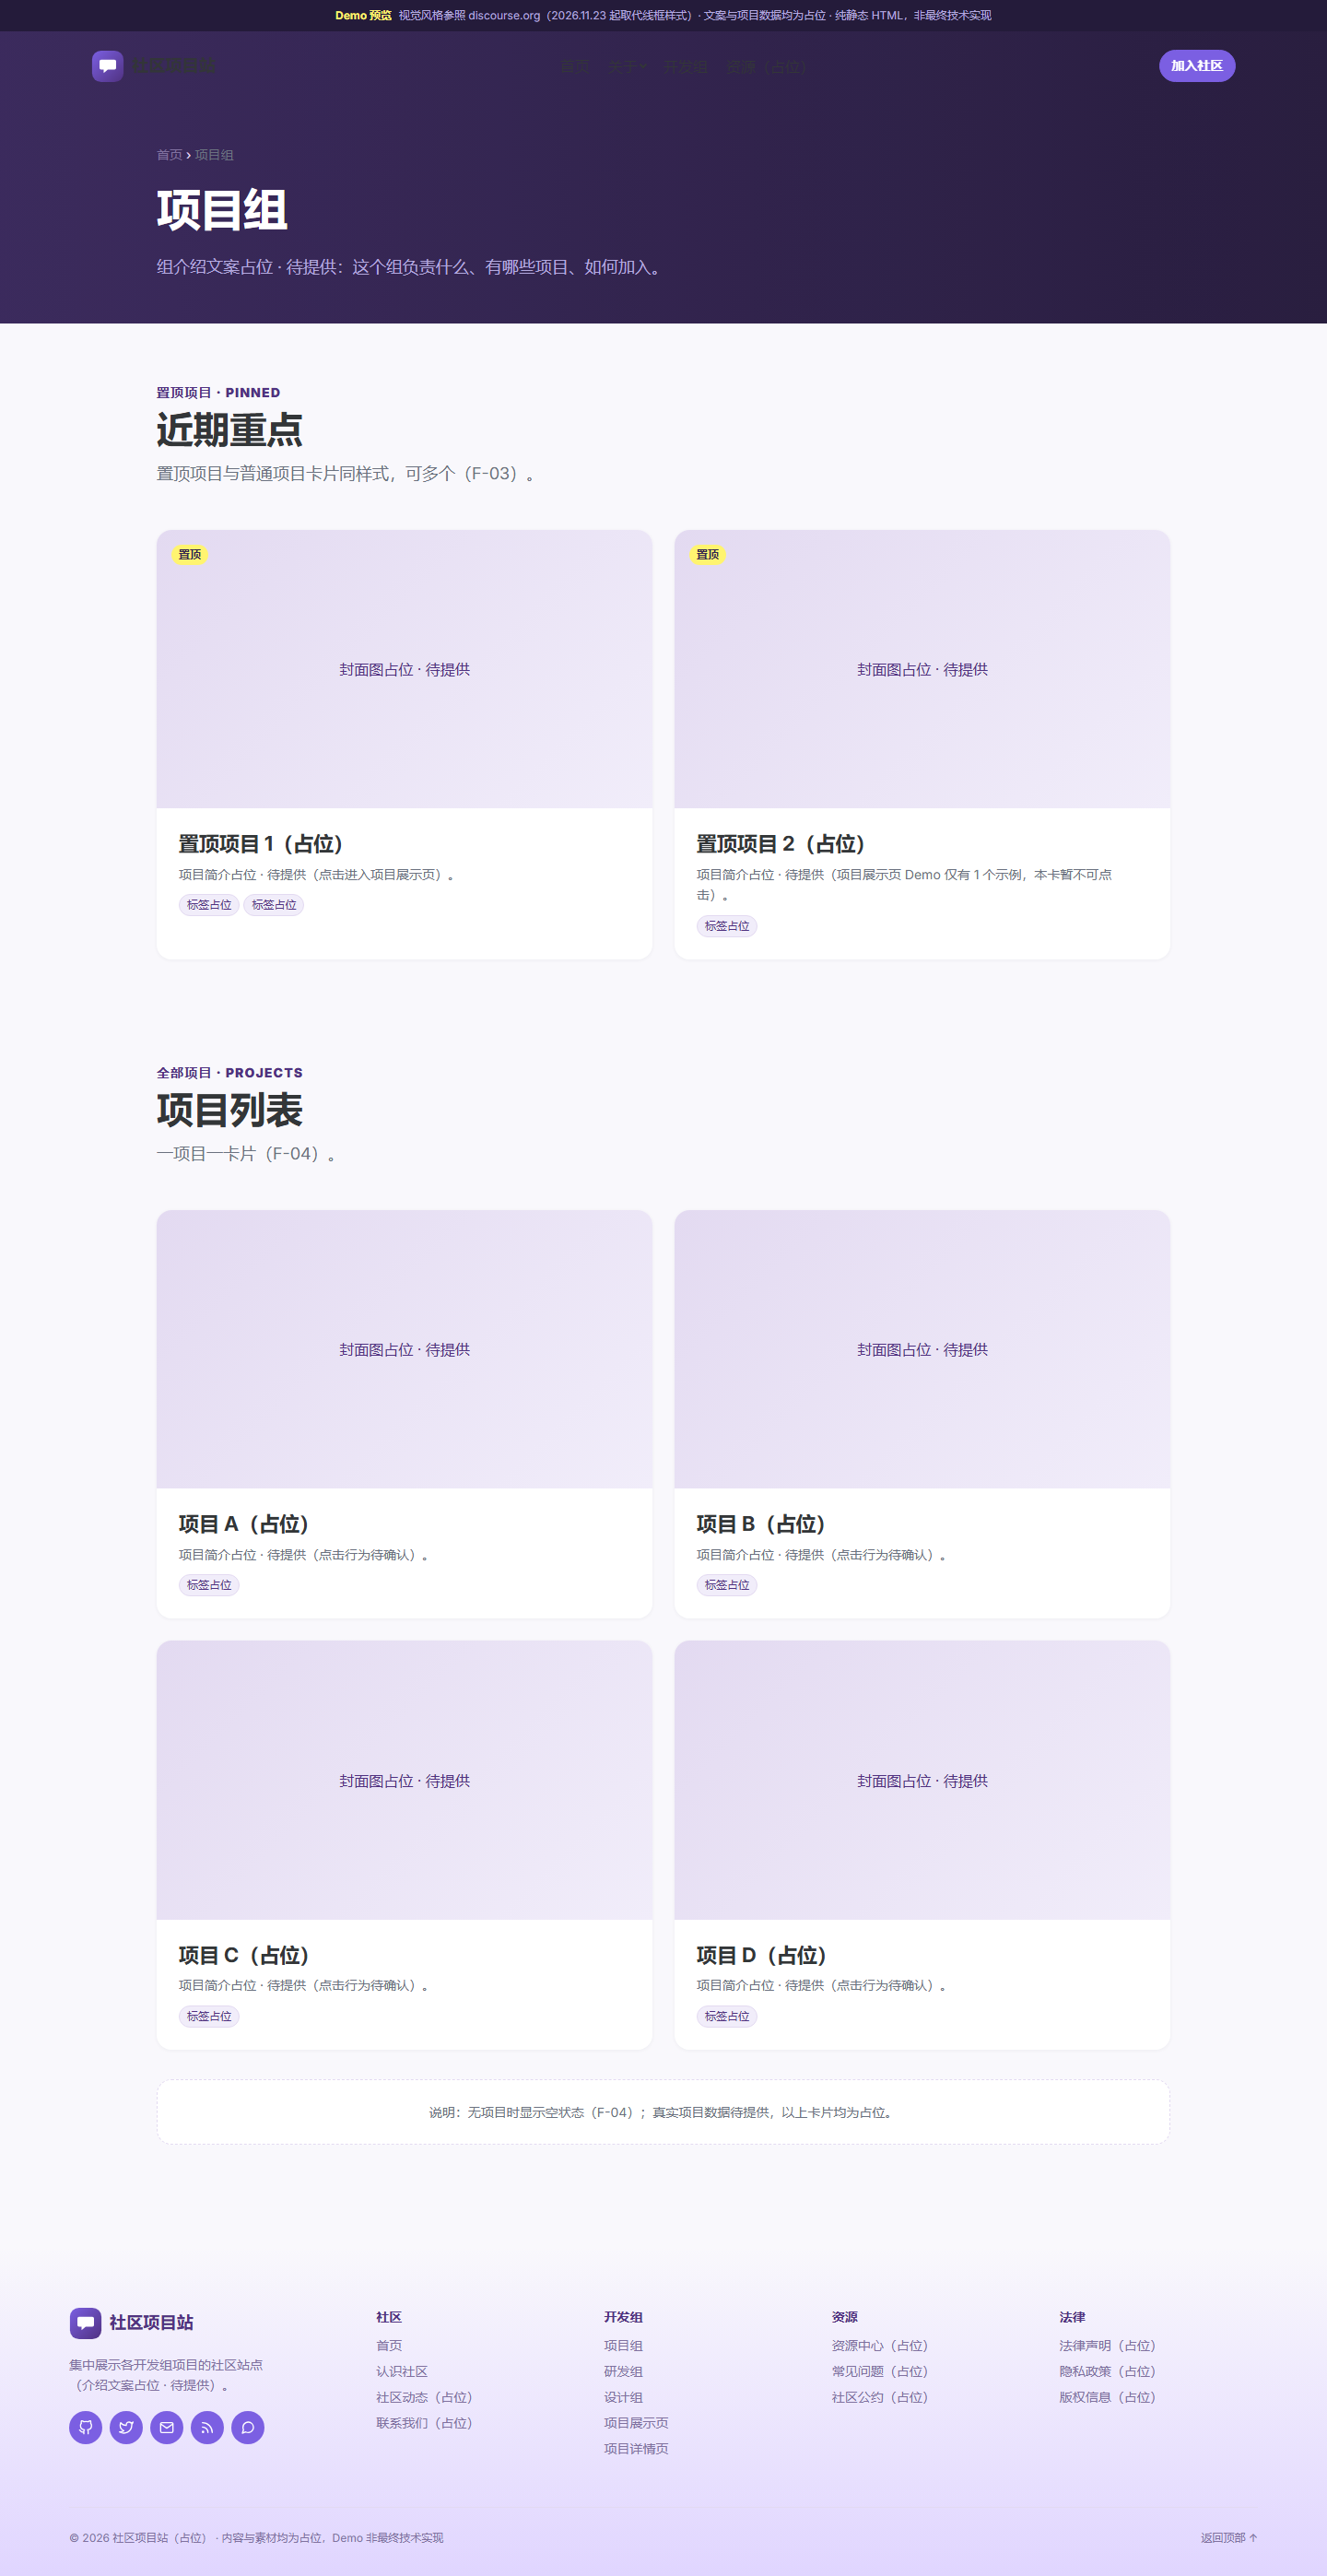 Demo 预览 视觉风格参照 discourse.org（2026.11.23 起取代线框样式）· 文案与项目数据均为占位 · 纯静态 HTML，非最终技术实现
社区项目站
首页 关于 开发组 资源（占位）
加入社区
首页 › 项目组
项目组
组介绍文案占位 · 待提供：这个组负责什么、有哪些项目、如何加入。
置顶项目 · PINNED
近期重点
置顶项目与普通项目卡片同样式，可多个（F-03）。
置顶
封面图占位 · 待提供
置顶项目 1（占位）
项目简介占位 · 待提供（点击进入项目展示页）。
标签占位 标签占位
置顶
封面图占位 · 待提供
置顶项目 2（占位）
项目简介占位 · 待提供（项目展示页 Demo 仅有 1 个示例，本卡暂不可点
击）。
标签占位
全部项目 · PROJECTS
项目列表
一项目一卡片（F-04）。
封面图占位 · 待提供
项目 A（占位）
项目简介占位 · 待提供（点击行为待确认）。
标签占位
封面图占位 · 待提供
项目 B（占位）
项目简介占位 · 待提供（点击行为待确认）。
标签占位
封面图占位 · 待提供
项目 C（占位）
项目简介占位 · 待提供（点击行为待确认）。
标签占位
封面图占位 · 待提供
项目 D（占位）
项目简介占位 · 待提供（点击行为待确认）。
标签占位
说明：无项目时显示空状态（F-04）；真实项目数据待提供，以上卡片均为占位。
社区项目站
集中展示各开发组项目的社区站点
（介绍文案占位 · 待提供）。
社区
首页
认识社区
社区动态（占位）
联系我们（占位）
开发组
项目组
研发组
设计组
项目展示页
项目详情页
资源
资源中心（占位）
常见问题（占位）
社区公约（占位）
法律
法律声明（占位）
隐私政策（占位）
版权信息（占位）
© 2026 社区项目站（占位） · 内容与素材均为占位，Demo 非最终技术实现
返回顶部 ↑